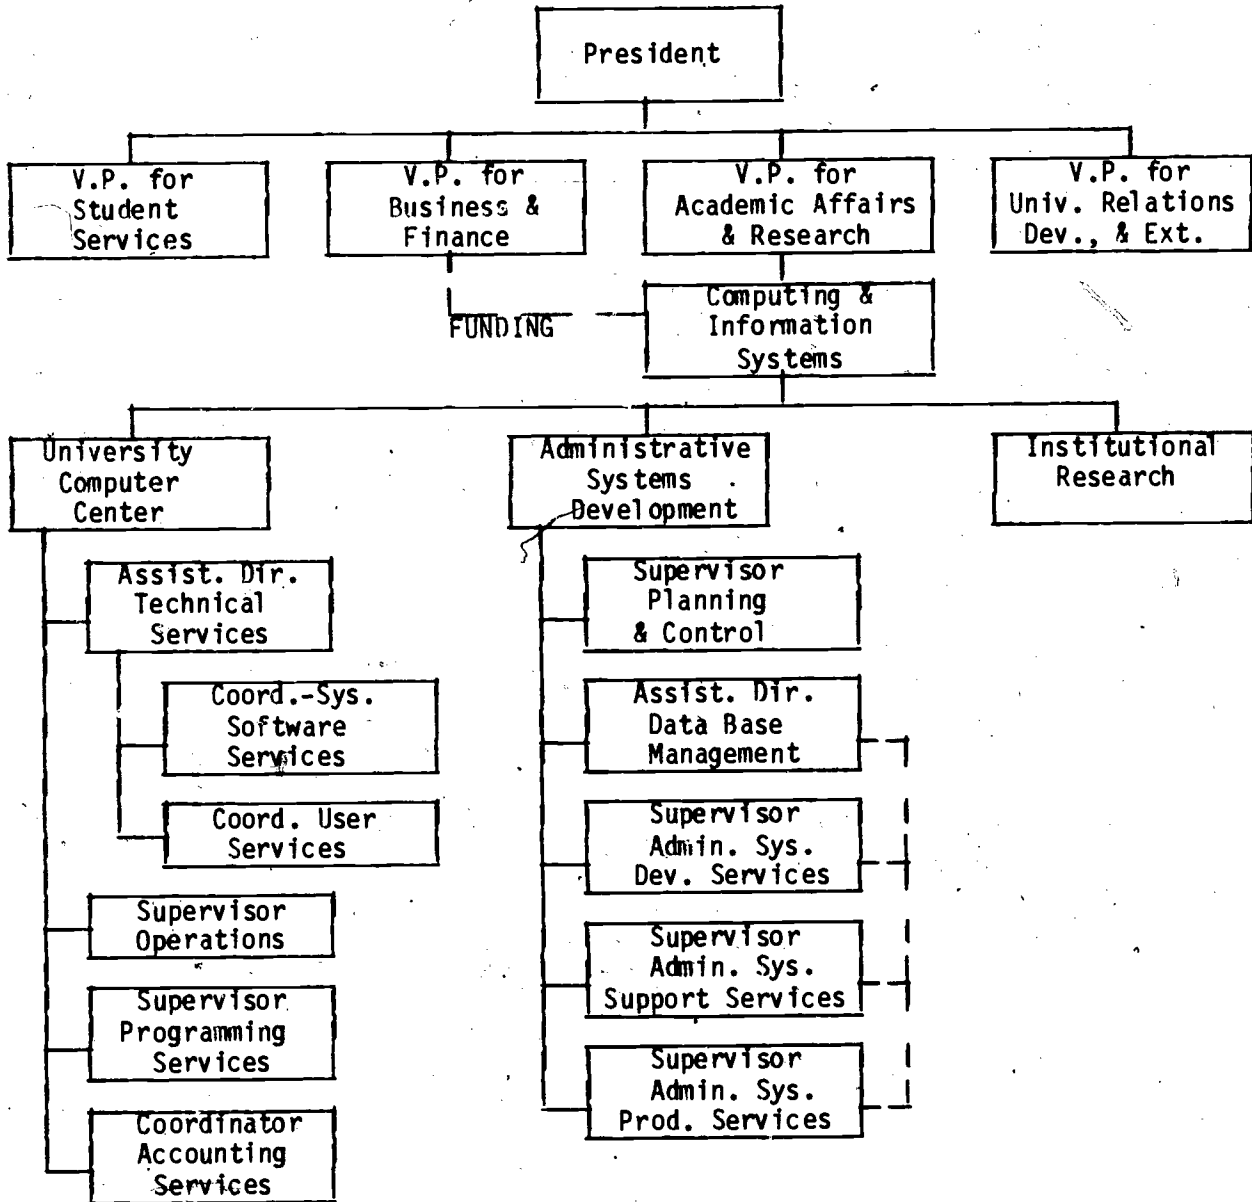 President
V.P. for
Student
Services
V.P. for
Business &
Finance
V.P. for
Academic Affairs
& Research
V.P. for
Univ. Relations
Dev., & Ext.
FUNDING
Computing &
Information
Systems
University
Computer
Center
Administrative
Systems
Development
Institutional
Research
Assist. Dir.
Technical
Services
Coord.-Sys.
Software
Services
Coord. User
Services
Supervisor
Operations
Supervisor
Programming
Services
Coordinator
Accounting
Services
Supervisor
Planning
& Control
Assist. Dir.
Data Base
Management
Supervisor
Admin. Sys.
Dev. Services
Supervisor
Admin. Sys.
Support Services
Supervisor
Admin. Sys.
Prod. Services